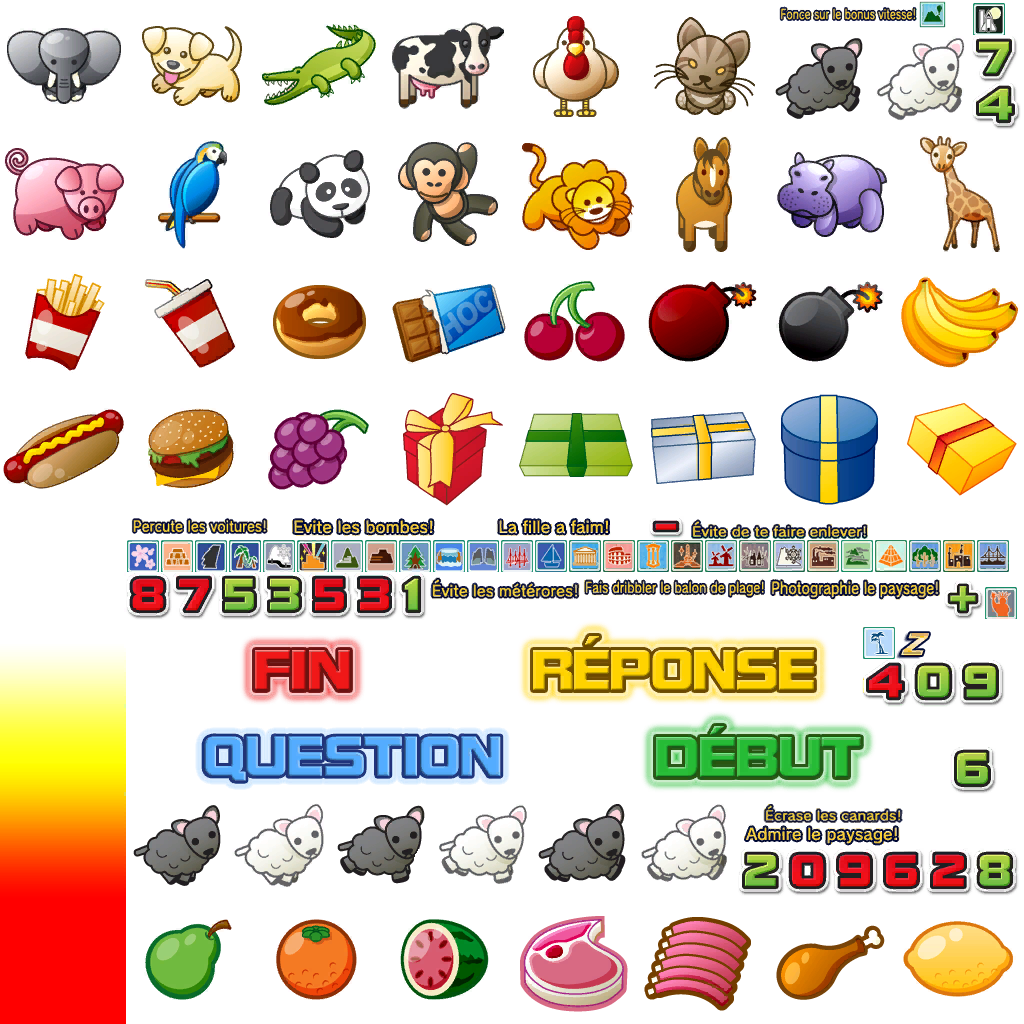 Fonce sur le bonus vitesse!
7
4
HOC
Percute les voitures!
Evite les bombes!
La fille a faim!
-
Évite de te faire enlever!
8753531
Évite les métérores!
Fais dribbler le balon de plage!
Photographie le paysage!
+
FIN
RÉPONSE
Z
409
QUESTION
DÉBUT
6
Écrase les canards!
Admire le paysage!
209628